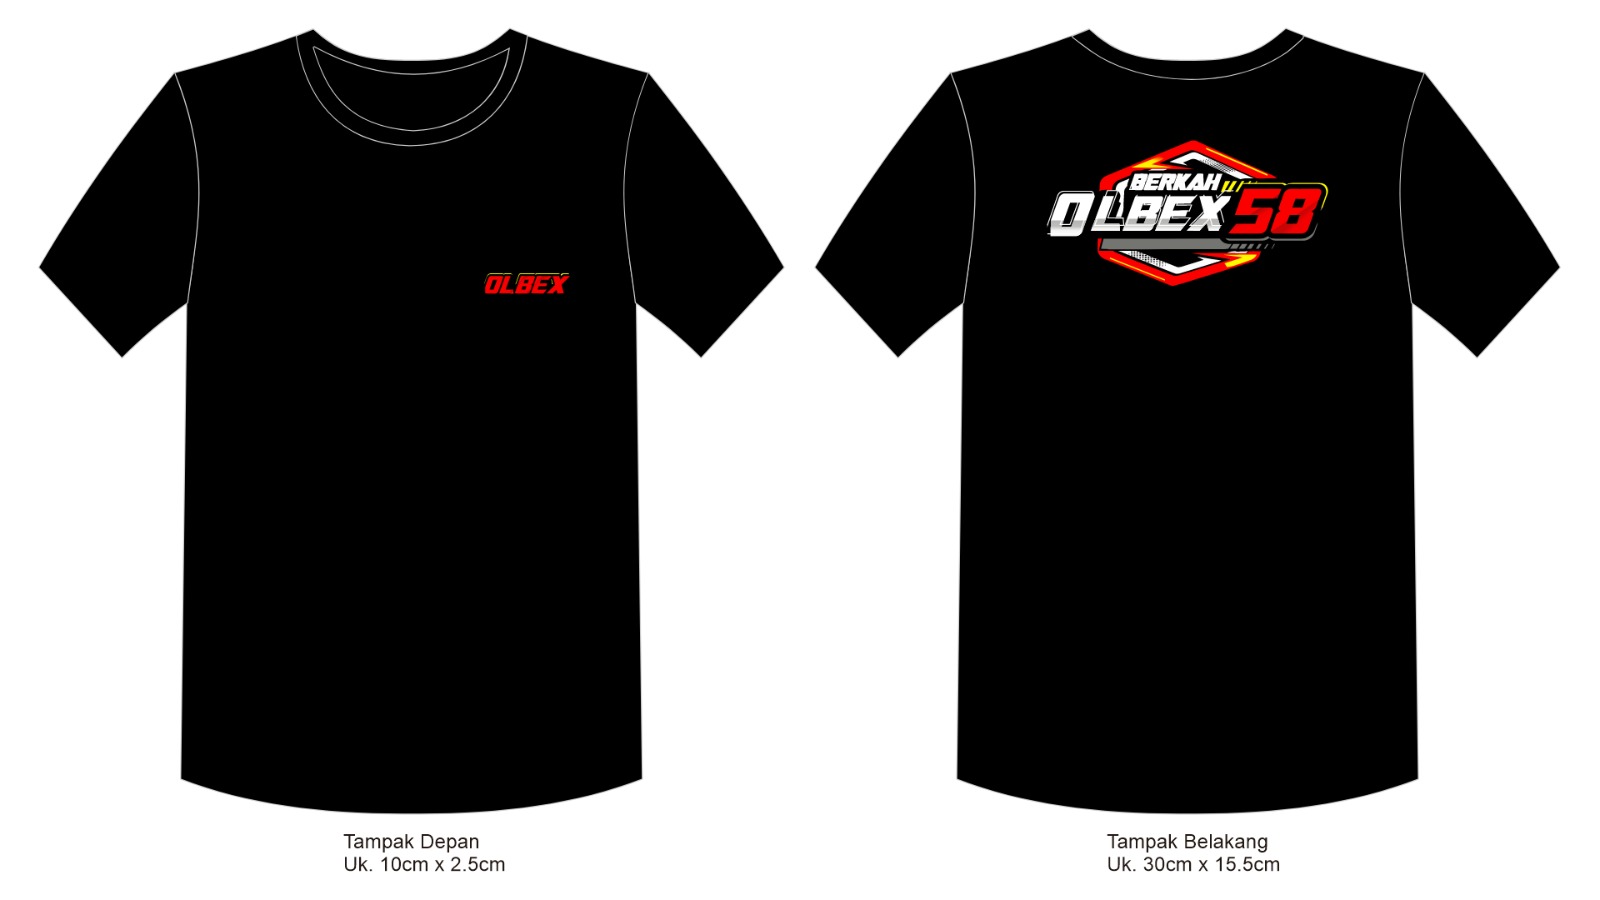 OLBEX
BERKAH
OLBEX 58
Tampak Depan
Uk. 10cm x 2.5cm
Tampak Belakang
Uk. 30cm x 15.5cm